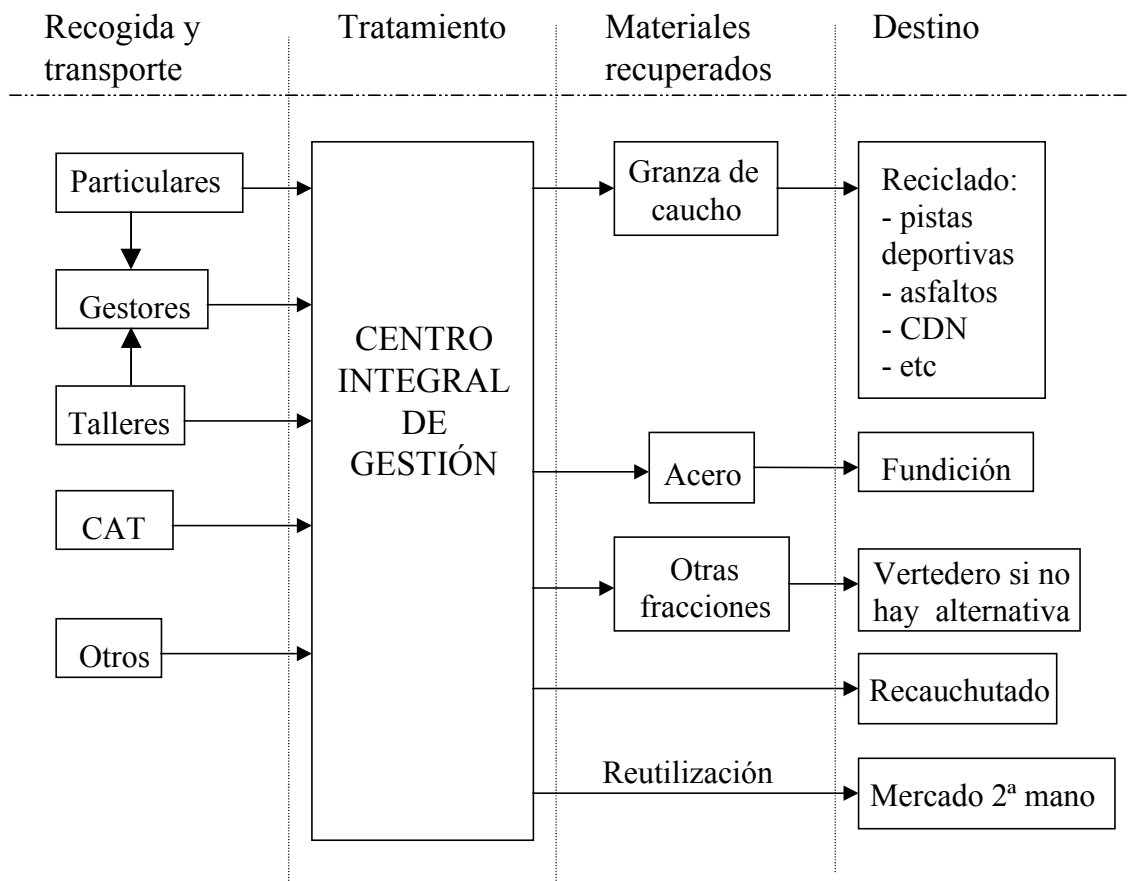 Recogida y
transporte
Tratamiento
Materiales
recuperados
Destino
Particulares
Gestores
Talleres
CAT
Otros
CENTRO
INTEGRAL
DE
GESTIÓN
Granza de
caucho
Acero
Otras
fracciones
Reutilización
Reciclado:
- pistas
deportivas
- asfaltos
- CDN
- etc
Fundición
Vertedero si no
hay alternativa
Recauchutado
Mercado 2ª mano